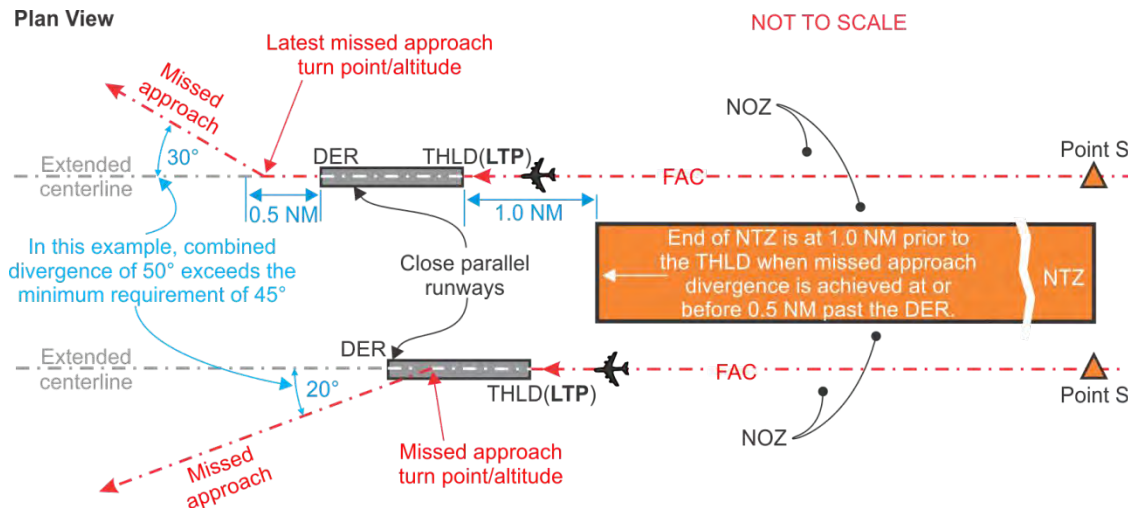 Plan View
NOT TO SCALE
Latest missed approach
turn point/altitude
Missed
approach
NOZ
Extended
centerline
30°
DER
THLD(LTP)
FAC
Point S
0.5 NM
1.0 NM
In this example, combined
divergence of 50° exceeds the
minimum requirement of 45°
Close parallel
runways
End of NTZ is at 1.0 NM prior to
the THLD when missed approach
divergence is achieved at or
before 0.5 NM past the DER.
NTZ
Extended
centerline
DER
20°
THLD(LTP)
FAC
Point S
NOZ
Missed
approach
Missed approach
turn point/altitude